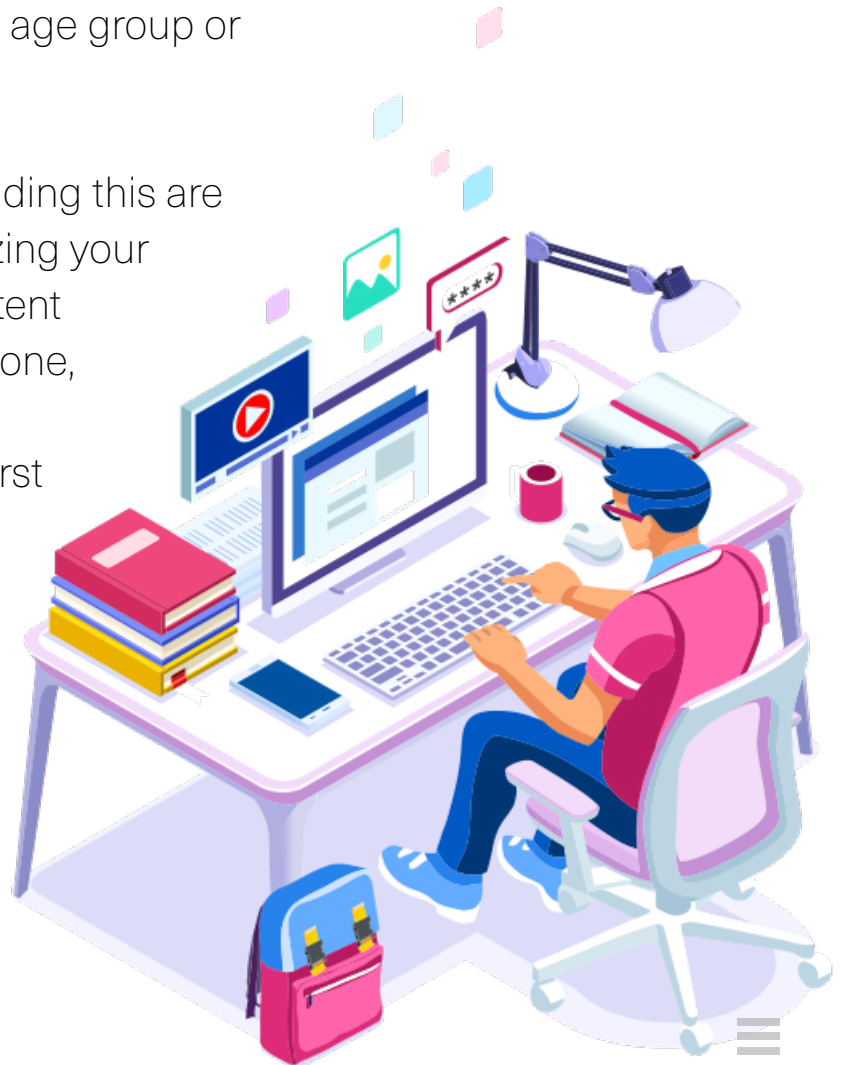 age group or
ding this are
zing your
tent
one,
rst
****